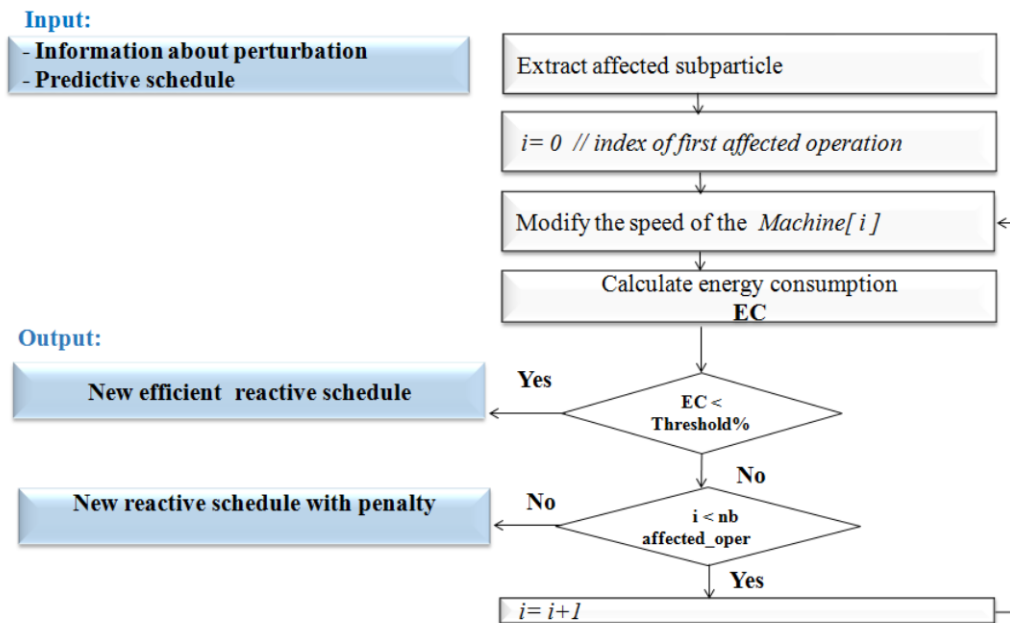 Input:
- Information about perturbation
- Predictive schedule
Extract affected subparticle
i= 0 // index of first affected operation
Modify the speed of the Machine[ i ]
Calculate energy consumption
EC
Output:
New efficient reactive schedule
Yes
EC <
Threshold%
No
New reactive schedule with penalty
No
i < nb
affected_oper
Yes
i= i+1